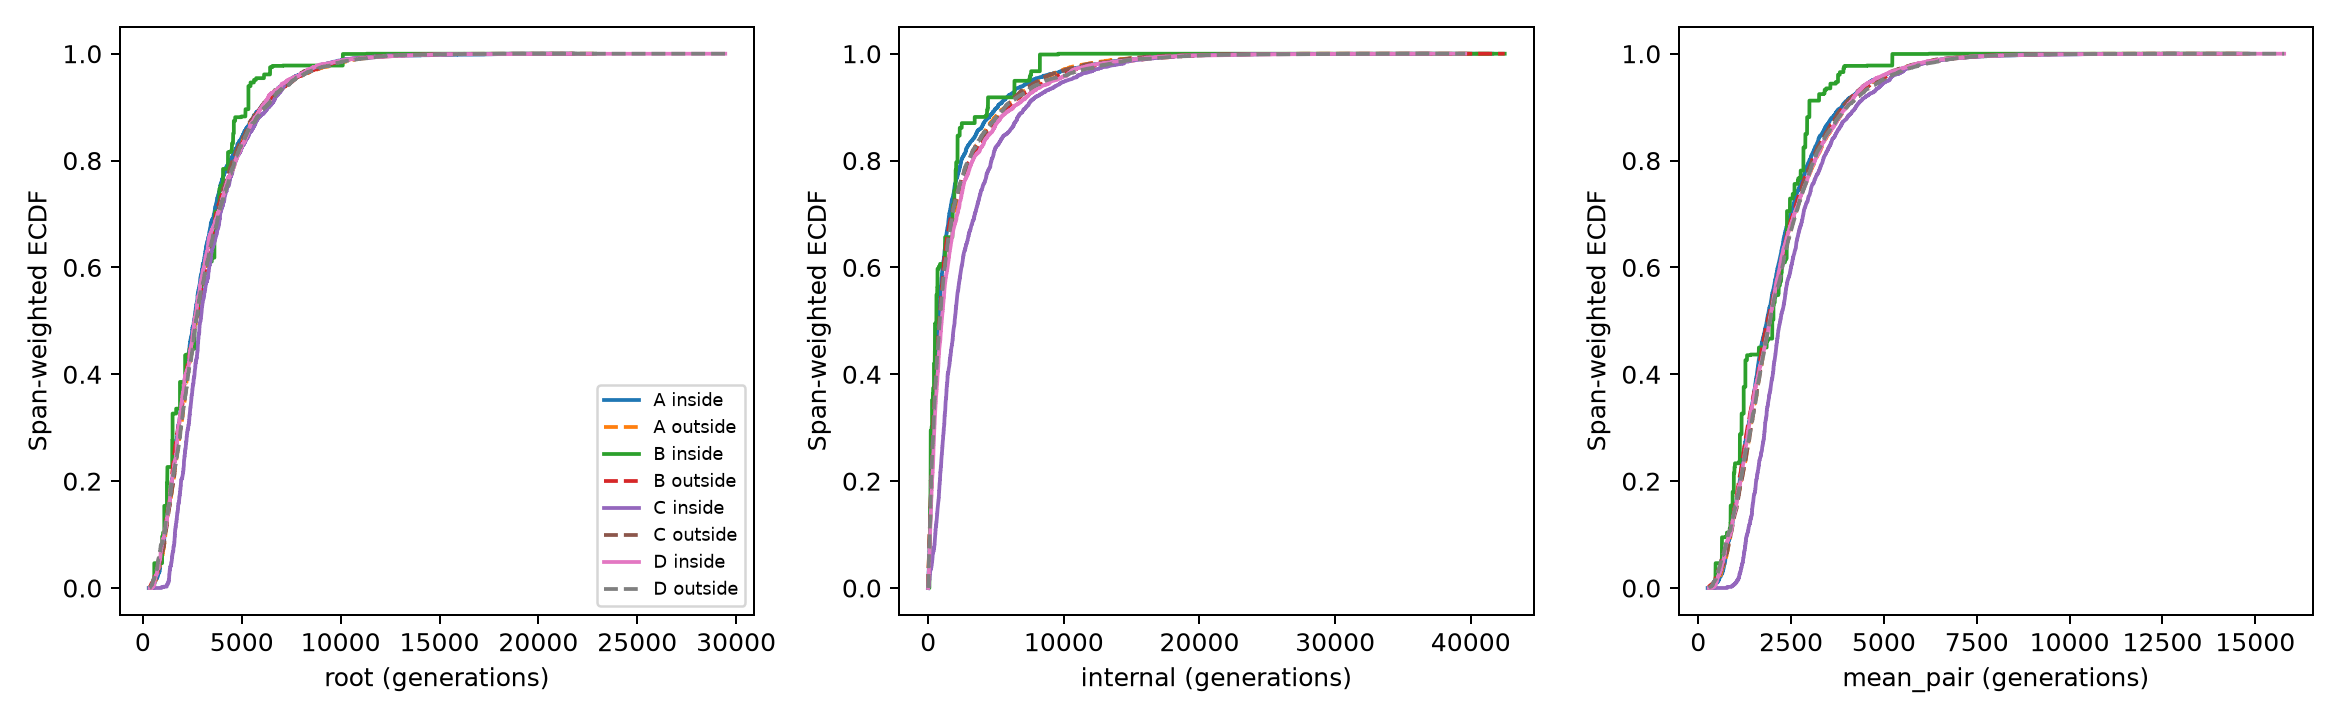 Span-weighted ECDF
1.0
0.8
0.6
0.4
0.2
0.0
0 5000 10000 15000 20000 25000 30000
root (generations)
A inside
A outside
B inside
B outside
C inside
C outside
D inside
D outside
Span-weighted ECDF
1.0
0.8
0.6
0.4
0.2
0.0
0 10000 20000 30000 40000
internal (generations)
Span-weighted ECDF
1.0
0.8
0.6
0.4
0.2
0.0
0 2500 5000 7500 10000 12500 15000
mean_pair (generations)